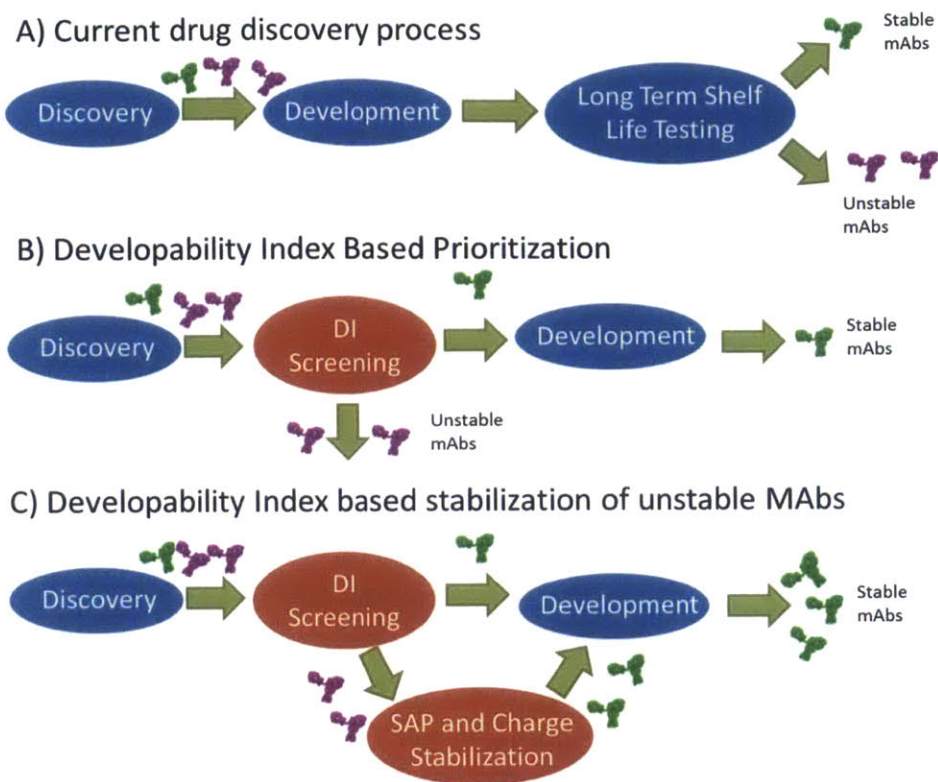 A) Current drug discovery process
Discovery
Development
Long Term Shelf
Life Testing
Stable
mAbs
Unstable
mAbs
B) Developability Index Based Prioritization
Discovery
DI
Screening
Development
Stable
mAbs
Unstable
mAbs
C) Developability Index based stabilization of unstable MAbs
Discovery
DI
Screening
Development
Stable
mAbs
SAP and Charge
Stabilization